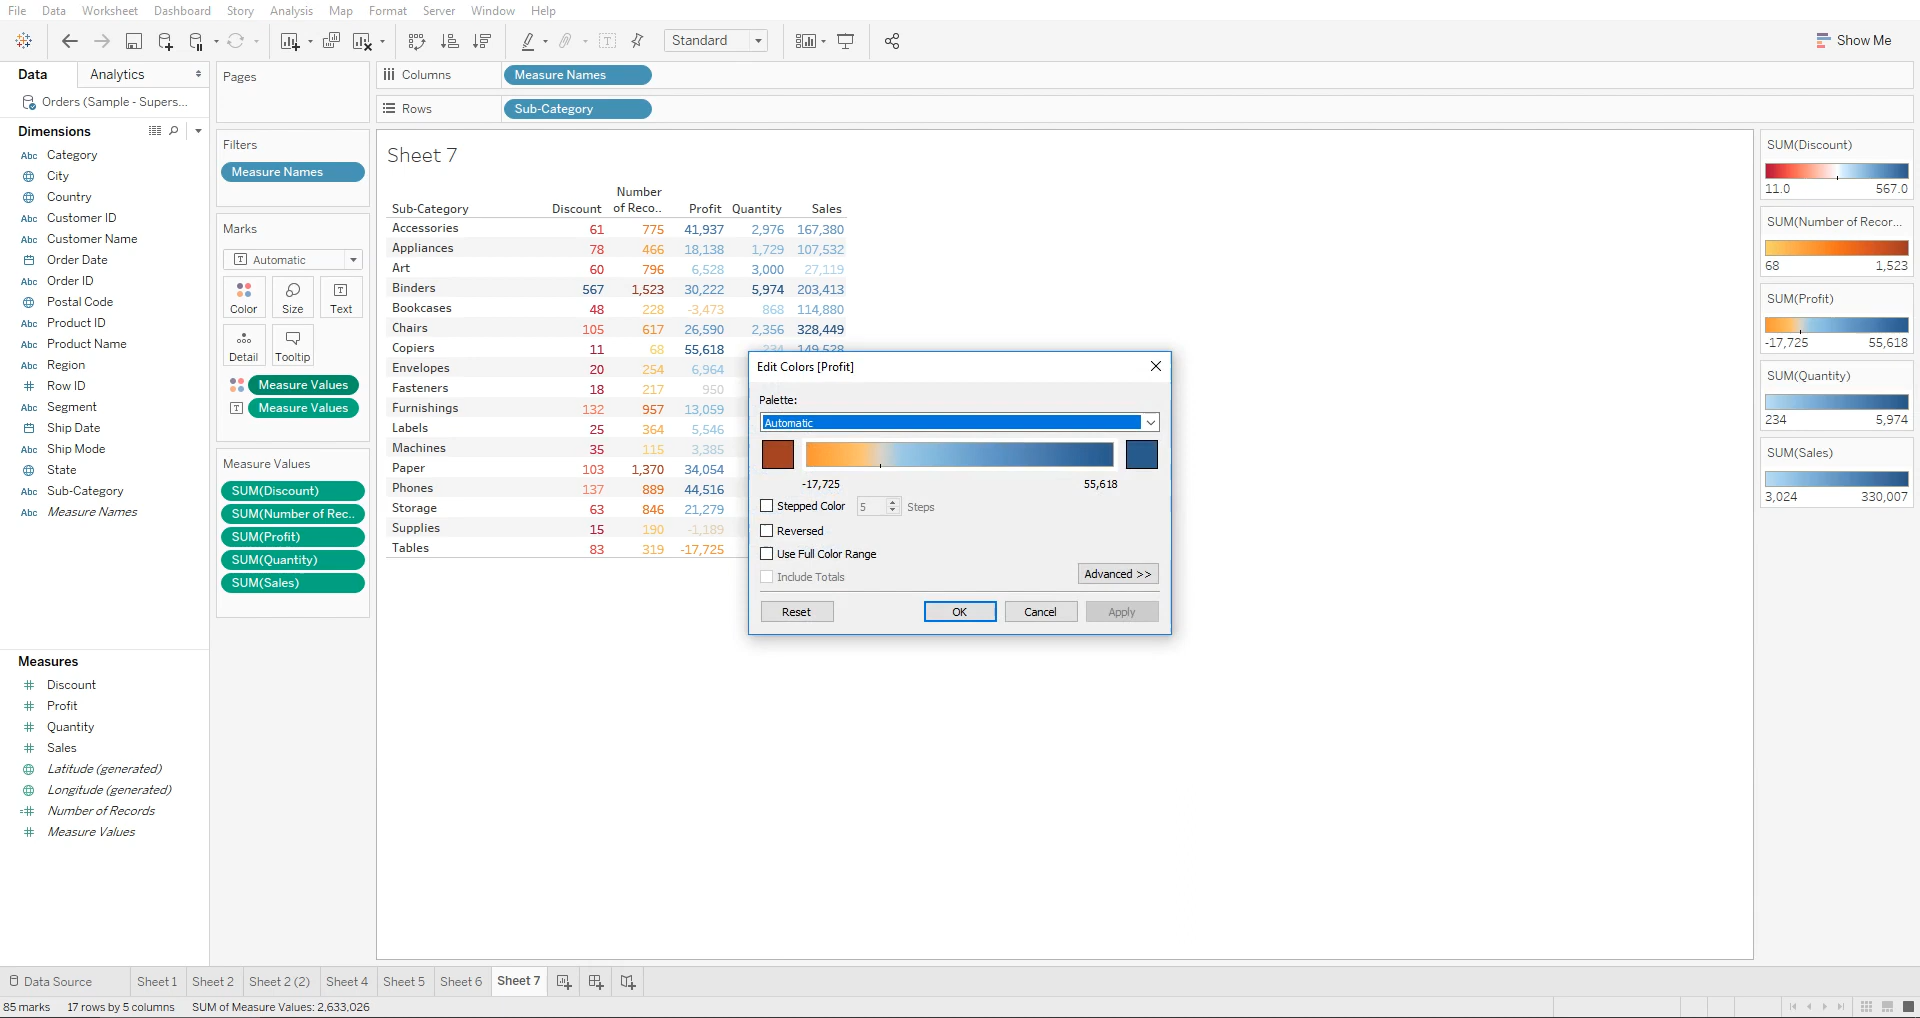 File Data Worksheet Dashboard Story Analysis Map Format Server Window Help
Standard
Show Me
Data Analytics
Orders (Sample - Supers...
Dimensions
Abc Category
City
Country
Abc Customer ID
Abc Customer Name
Order Date
Abc Order ID
Postal Code
Abc Product ID
Abc Product Name
Abc Region
# Row ID
Abc Segment
Ship Date
Abc Ship Mode
State
Abc Sub-Category
Abc Measure Names
Measures
# Discount
# Profit
# Quantity
# Sales
Latitude (generated)
Longitude (generated)
=# Number of Records
# Measure Values
Pages
Filters
Measure Names
Marks
T Automatic
Color Size Text
Detail Tooltip
Measure Values
T Measure Values
Measure Values
SUM(Discount)
SUM(Number of Rec..
SUM(Profit)
SUM(Quantity)
SUM(Sales)
Columns Measure Names
Rows Sub-Category
Sheet 7
Number
Sub-Category Discount of Reco.. Profit Quantity Sales
Accessories 61 775 41,937 2,976 167,380
Appliances 78 466 18,138 1,729 107,532
Art 60 796 6,528 3,000 27,119
Binders 567 1,523 30,222 5,974 203,413
Bookcases 48 228 -3,473 868 114,880
Chairs 105 617 26,590 2,356 328,449
Copiers 11 68 55,618 234 149,528
Envelopes 20 254 6,964
Fasteners 18 217 950
Furnishings 132 957 13,059
Labels 25 364 5,546
Machines 35 115 3,385
Paper 103 1,370 34,054
Phones 137 889 44,516
Storage 63 846 21,279
Supplies 15 190 -1,189
Tables 83 319 -17,725
Edit Colors [Profit]
Palette:
Automatic
-17,725 55,618
Stepped Color 5 Steps
Reversed
Use Full Color Range
Include Totals
Advanced >>
Reset OK Cancel Apply
SUM(Discount)
11.0 567.0
SUM(Number of Recor...
68 1,523
SUM(Profit)
-17,725 55,618
SUM(Quantity)
234 5,974
SUM(Sales)
3,024 330,007
Data Source Sheet 1 Sheet 2 Sheet 2 (2) Sheet 4 Sheet 5 Sheet 6 Sheet 7
85 marks 17 rows by 5 columns SUM of Measure Values: 2,633,026